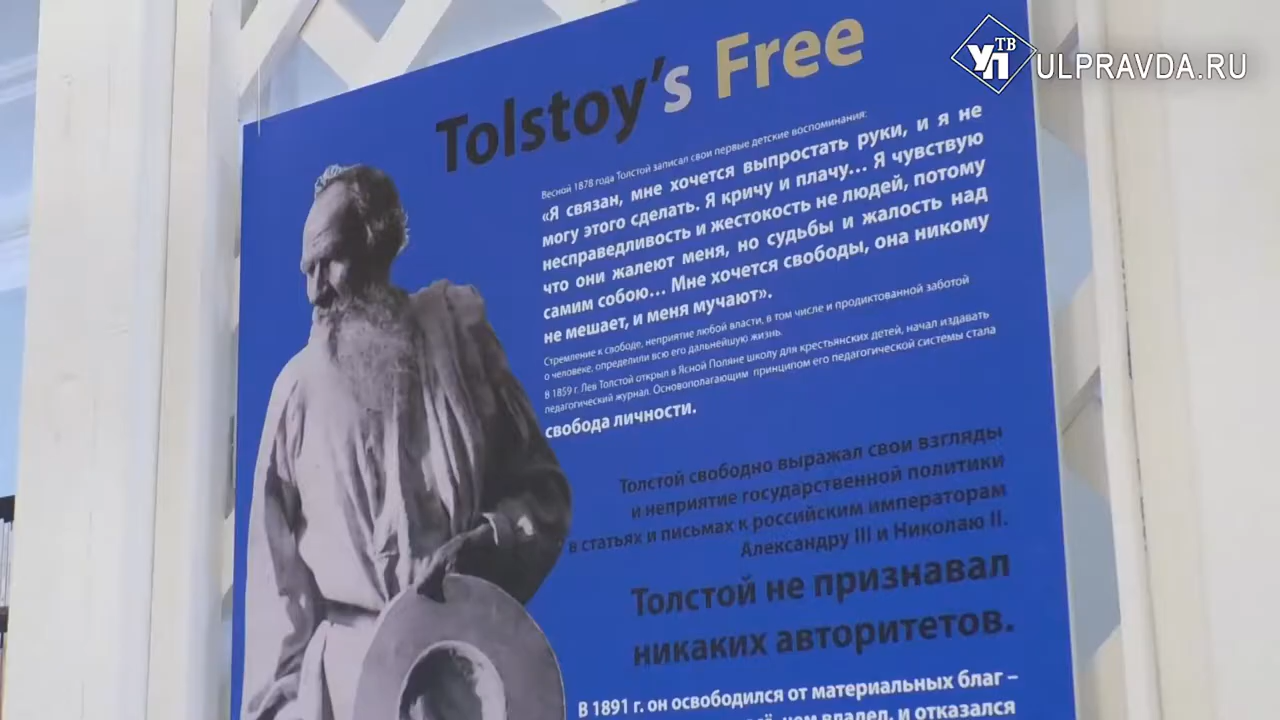 УП ТВ
ULPRAVDA.RU
Tolstoy's Free
Весной 1878 года Толстой записал свои первые детские воспоминания:
«Я связан, мне хочется выпростать руки, и я не
могу этого сделать. Я кричу и плачу... Я чувствую
несправедливость и жестокость не людей, потому
что они жалеют меня, но судьбы и жалость над
самим собою... Мне хочется свободы, она никому
не мешает, и меня мучают».
Стремление к свободе, неприятие любой власти, в том числе и продиктованной заботой
о человеке, определили всю его дальнейшую жизнь.
В 1859 г. Лев Толстой открыл в Ясной Поляне школу для крестьянских детей, начал издавать
педагогический журнал. Основополагающим принципом его педагогической системы стала
свобода личности.
Толстой свободно выражал свои взгляды
и неприятие государственной политики
в статьях и письмах к российским императорам
Александру III и Николаю II.
Толстой не признавал
никаких авторитетов.
В 1891 г. он освободился от материальных благ –
чем владел, и отказался